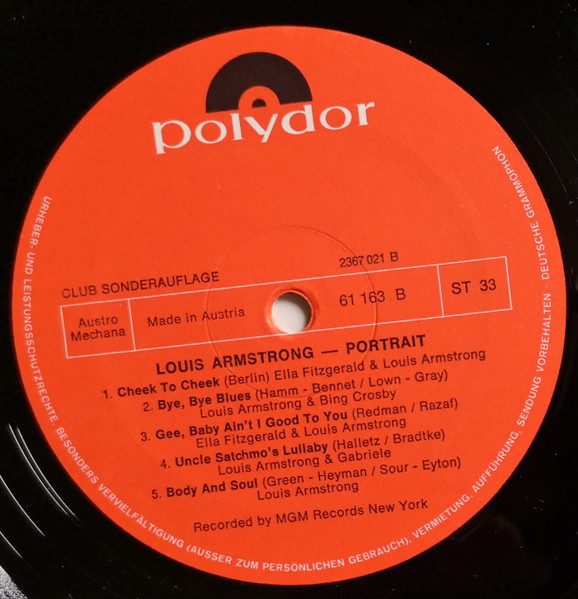 polydor
2367 021 B
CLUB SONDERAUFLAGE
Austro
Mechana
Made in Austria
61 163 B
ST 33
LOUIS ARMSTRONG — PORTRAIT
1. Cheek To Cheek (Berlin) Ella Fitzgerald & Louis Armstrong
2. Bye, Bye Blues (Hamm - Bennet / Lown - Gray)
Louis Armstrong & Bing Crosby
3. Gee, Baby Ain't I Good To You (Redman / Razaf)
Ella Fitzgerald & Louis Armstrong
4. Uncle Satchmo's Lullaby (Halletz / Bradtke)
Louis Armstrong & Gabriele
5. Body And Soul (Green - Heyman / Sour - Eyton)
Louis Armstrong
Recorded by MGM Records New York
URHEBER- UND LEISTUNGSSCHUTZRECHTE, BESONDERS VERVIELFÄLTIGUNG (AUSSER ZUM PERSÖNLICHEN GEBRAUCH), VERMIETUNG, AUFFÜHRUNG, SENDUNG VORBEHALTEN · DEUTSCHE GRAMMOPHON